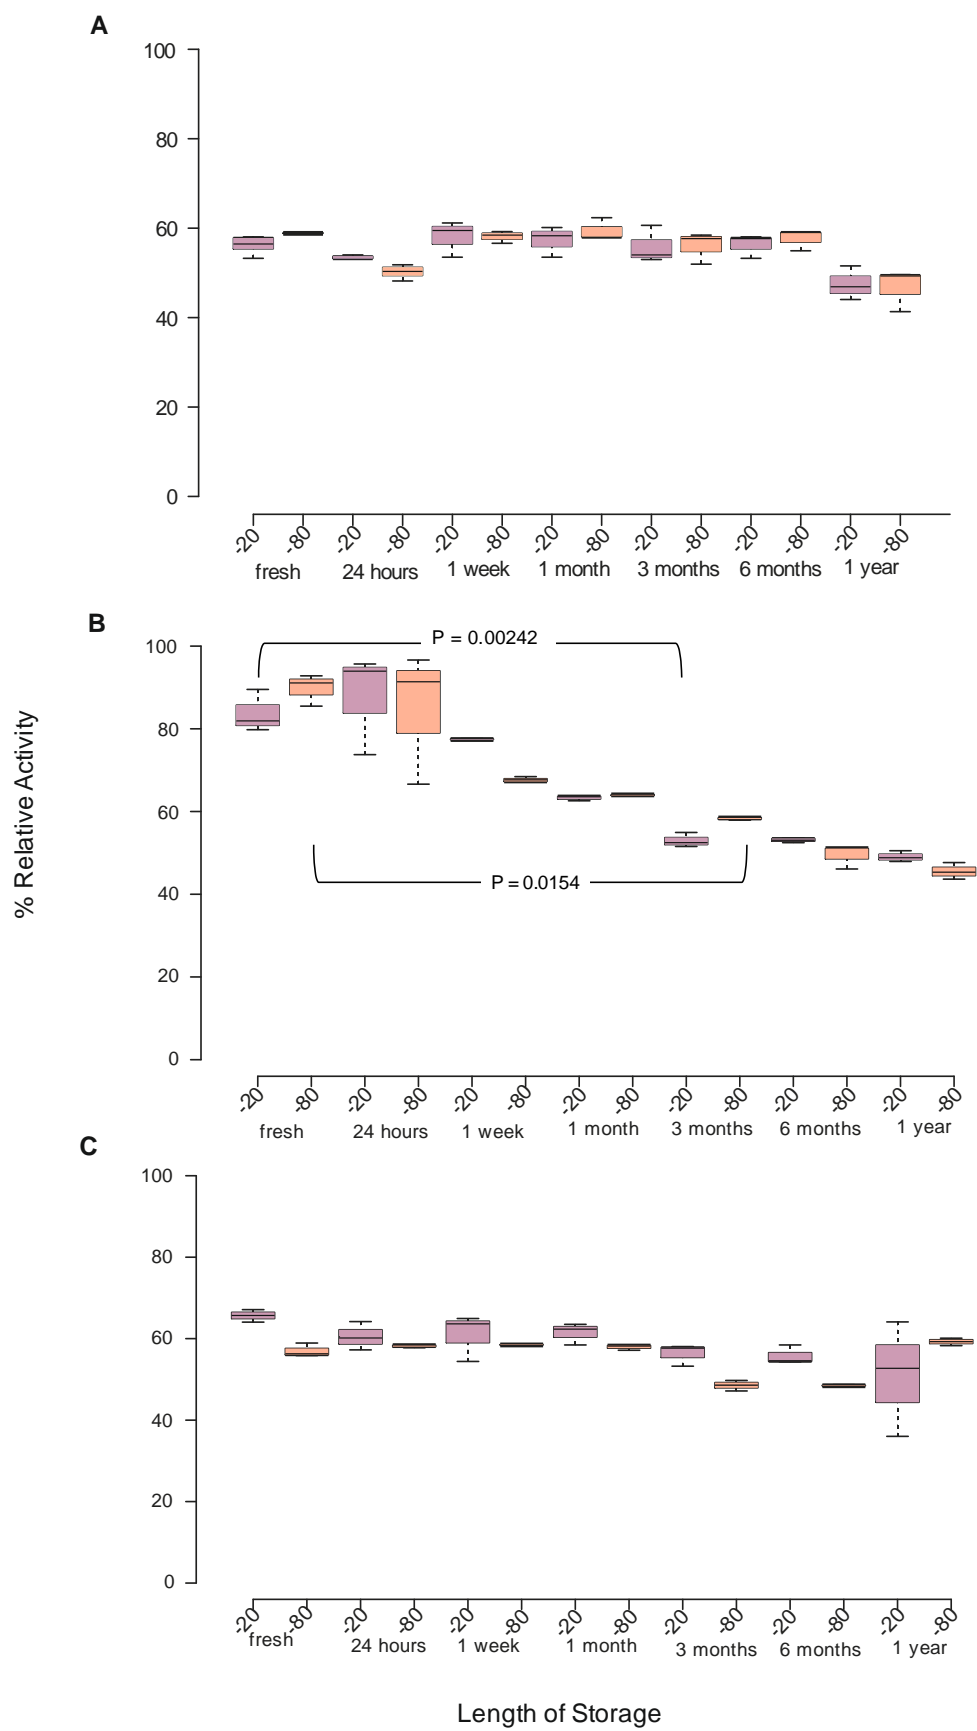 A
100
80
60
40
20
0
-20 -80 -20 -80 -20 -80 -20 -80 -20 -80 -20 -80 -20 -80
fresh 24 hours 1 week 1 month 3 months 6 months 1 year
B
P = 0.00242
100
80
60
40
20
0
P = 0.0154
-20 -80 -20 -80 -20 -80 -20 -80 -20 -80 -20 -80 -20 -80
fresh 24 hours 1 week 1 month 3 months 6 months 1 year
% Relative Activity
C
100
80
60
40
20
0
-20 -80 -20 -80 -20 -80 -20 -80 -20 -80 -20 -80 -20 -80
fresh 24 hours 1 week 1 month 3 months 6 months 1 year
Length of Storage